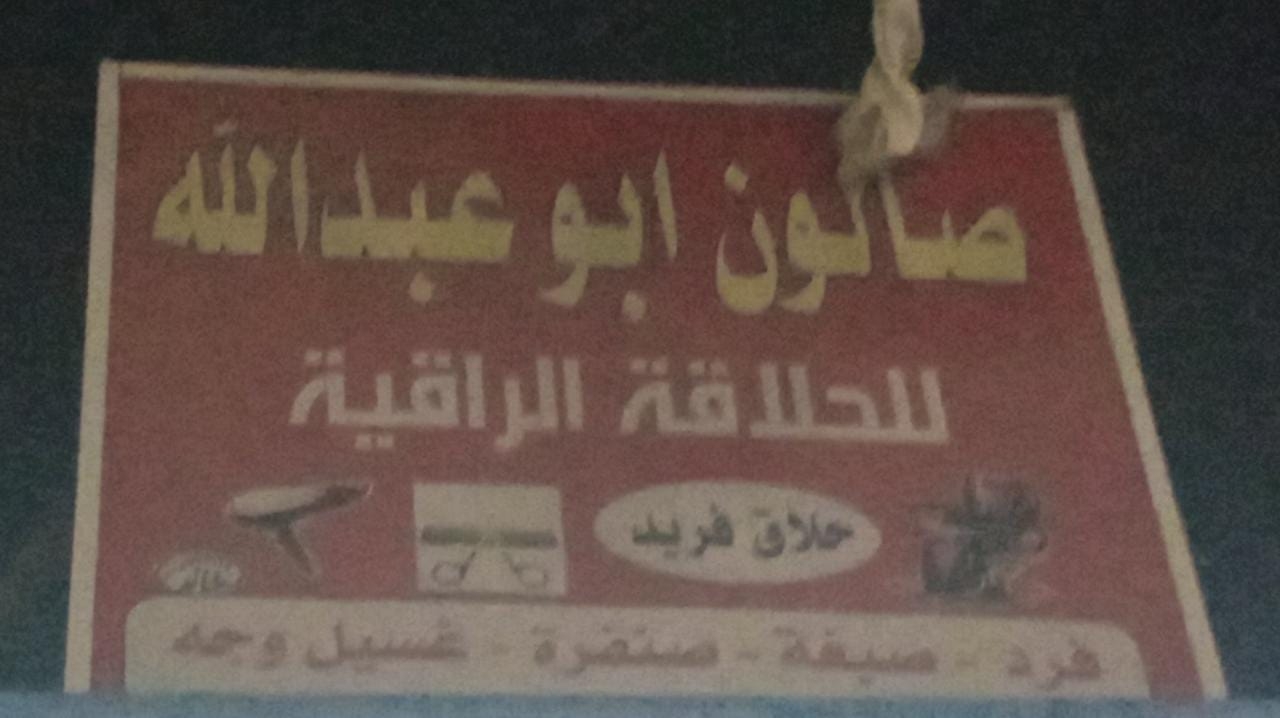 صالون ابو عبدالله
للحلاقة الراقية
حلاق فريد
فرد - صبغة - صنفرة - غسيل وجه